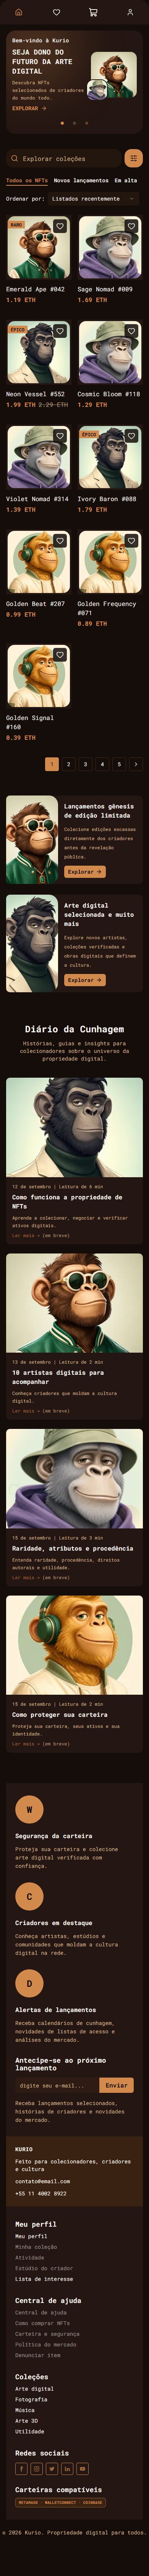 Bem-vindo à Kurio
SEJA DONO DO
FUTURO DA ARTE
DIGITAL
Descubra NFTs
selecionados de criadores
do mundo todo.
EXPLORAR →
Explorar coleções
Todos os NFTs Novos lançamentos Em alta
Ordenar por: Listados recentemente
RARO
Emerald Ape #042
1.19 ETH
Sage Nomad #009
1.69 ETH
ÉPICO
Neon Vessel #552
1.99 ETH 2.29 ETH
Cosmic Bloom #118
1.29 ETH
Violet Nomad #314
1.39 ETH
ÉPICO
Ivory Baron #088
1.79 ETH
Golden Beat #207
0.99 ETH
Golden Frequency
#071
0.89 ETH
Golden Signal
#160
0.39 ETH
1 2 3 4 5 >
Lançamentos gênesis
de edição limitada
Colecione edições escassas
diretamente dos criadores
antes da revelação
pública.
Explorar →
Arte digital
selecionada e muito
mais
Explore novos artistas,
coleções verificadas e
obras digitais que definem
a cultura.
Explorar →
Diário da Cunhagem
Histórias, guias e insights para
colecionadores sobre o universo da
propriedade digital.
12 de setembro | Leitura de 6 min
Como funciona a propriedade de
NFTs
Aprenda a colecionar, negociar e verificar
ativos digitais.
Ler mais → (em breve)
13 de setembro | Leitura de 2 min
10 artistas digitais para
acompanhar
Conheça criadores que moldam a cultura
digital.
Ler mais → (em breve)
15 de setembro | Leitura de 3 min
Raridade, atributos e procedência
Entenda raridade, procedência, direitos
autorais e utilidade.
Ler mais → (em breve)
15 de setembro | Leitura de 2 min
Como proteger sua carteira
Proteja sua carteira, seus ativos e sua
identidade.
Ler mais → (em breve)
W
Segurança da carteira
Proteja sua carteira e colecione
arte digital verificada com
confiança.
C
Criadores em destaque
Conheça artistas, estúdios e
comunidades que moldam a cultura
digital na rede.
D
Alertas de lançamentos
Receba calendários de cunhagem,
novidades de listas de acesso e
análises do mercado.
Antecipe-se ao próximo
lançamento
digite seu e-mail... Enviar
Receba lançamentos selecionados,
histórias de criadores e novidades
do mercado.
KURIO
Feito para colecionadores, criadores
e cultura
contato@email.com
+55 11 4002 8922
Meu perfil
Meu perfil
Minha coleção
Atividade
Estúdio do criador
Lista de interesse
Central de ajuda
Central de ajuda
Como comprar NFTs
Carteira e segurança
Política do mercado
Denunciar item
Coleções
Arte digital
Fotografia
Música
Arte 3D
Utilidade
Redes sociais
Carteiras compatíveis
METAMASK · WALLETCONNECT · COINBASE
© 2026 Kurio. Propriedade digital para todos.